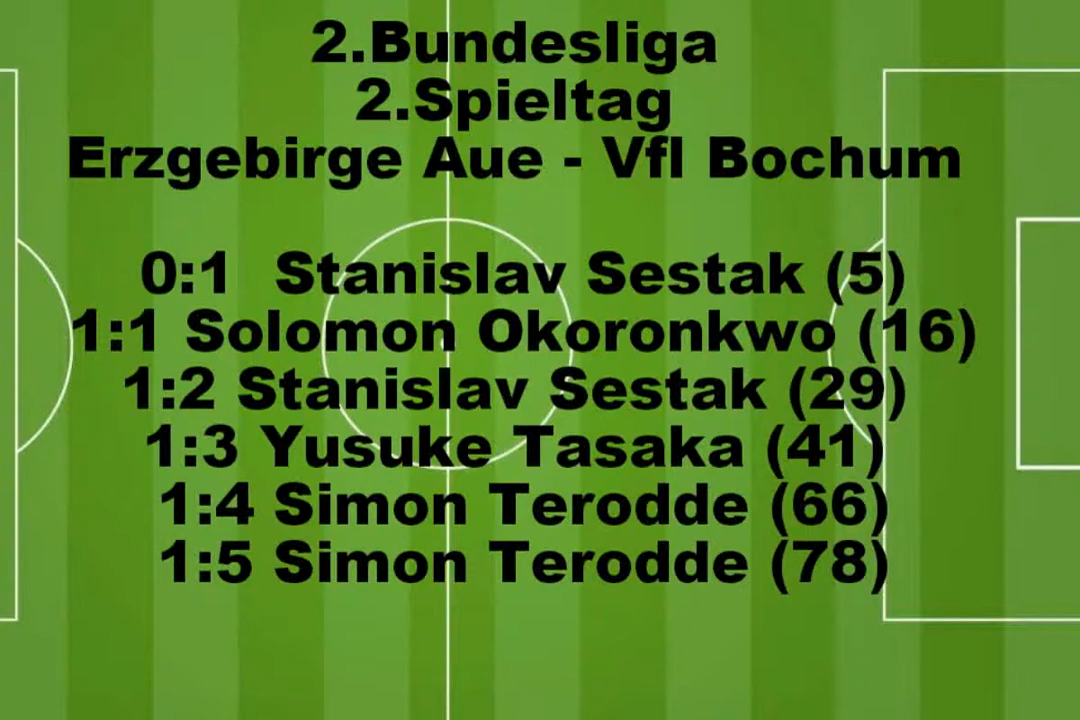 2.Bundesliga
2.Spieltag
Erzgebirge Aue - Vfl Bochum
0:1 Stanislav Sestak (5)
1:1 Solomon Okoronkwo (16)
1:2 Stanislav Sestak (29)
1:3 Yusuke Tasaka (41)
1:4 Simon Terodde (66)
1:5 Simon Terodde (78)